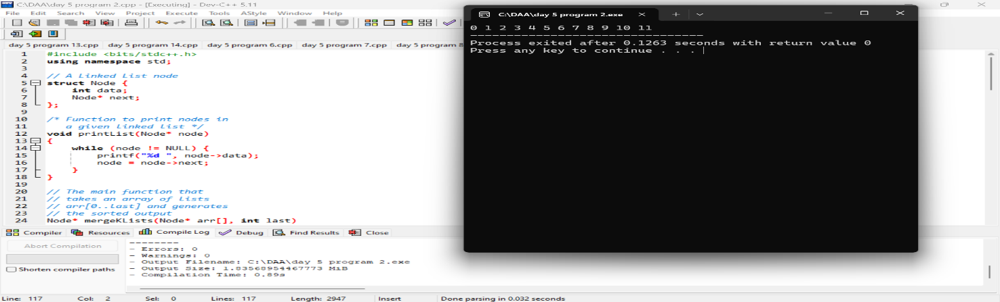 C:\DAA\day 5 program 2.cpp - [Executing] - Dev-C++ 5.11
File Edit Search View Project Execute Tools AStyle Window Help
day 5 program 13.cpp day 5 program 14.cpp day 5 program 6.cpp day 5 program 7.cpp day 5 program 8
1 #include <bits/stdc++.h>
2 using namespace std;
3
4 // A Linked List node
5 struct Node {
6 int data;
7 Node* next;
8 };
9
10 /* Function to print nodes in
11 a given linked list */
12 void printList(Node* node)
13 {
14 while (node != NULL) {
15 printf("%d ", node->data);
16 node = node->next;
17 }
18 }
19
20 // The main function that
21 // takes an array of lists
22 // arr[0..last] and generates
23 // the sorted output
24 Node* mergeKLists(Node* arr[], int last)
C:\DAA\day 5 program 2.exe
0 1 2 3 4 5 6 7 8 9 10 11
--------------------------------
Process exited after 0.1263 seconds with return value 0
Press any key to continue . . .
Compiler Resources Compile Log Debug Find Results Close
Abort Compilation
Shorten compiler paths
--------
- Errors: 0
- Warnings: 0
- Output Filename: C:\DAA\day 5 program 2.exe
- Output Size: 1.83568954467773 MiB
- Compilation Time: 0.89s
Line: 117 Col: 2 Sel: 0 Lines: 117 Length: 2947 Insert Done parsing in 0.032 seconds